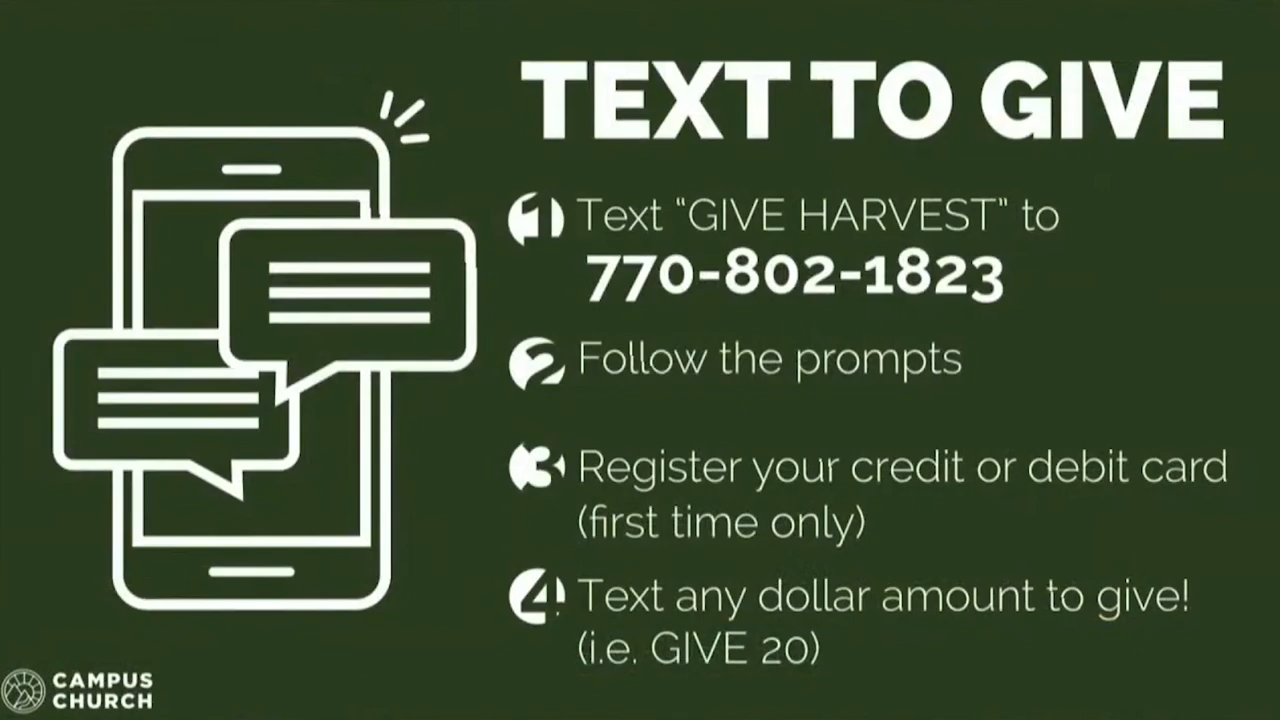 TEXT TO GIVE
1 Text “GIVE HARVEST” to
770-802-1823
2 Follow the prompts
3 Register your credit or debit card
(first time only)
4 Text any dollar amount to give!
(i.e. GIVE 20)
CAMPUS
CHURCH